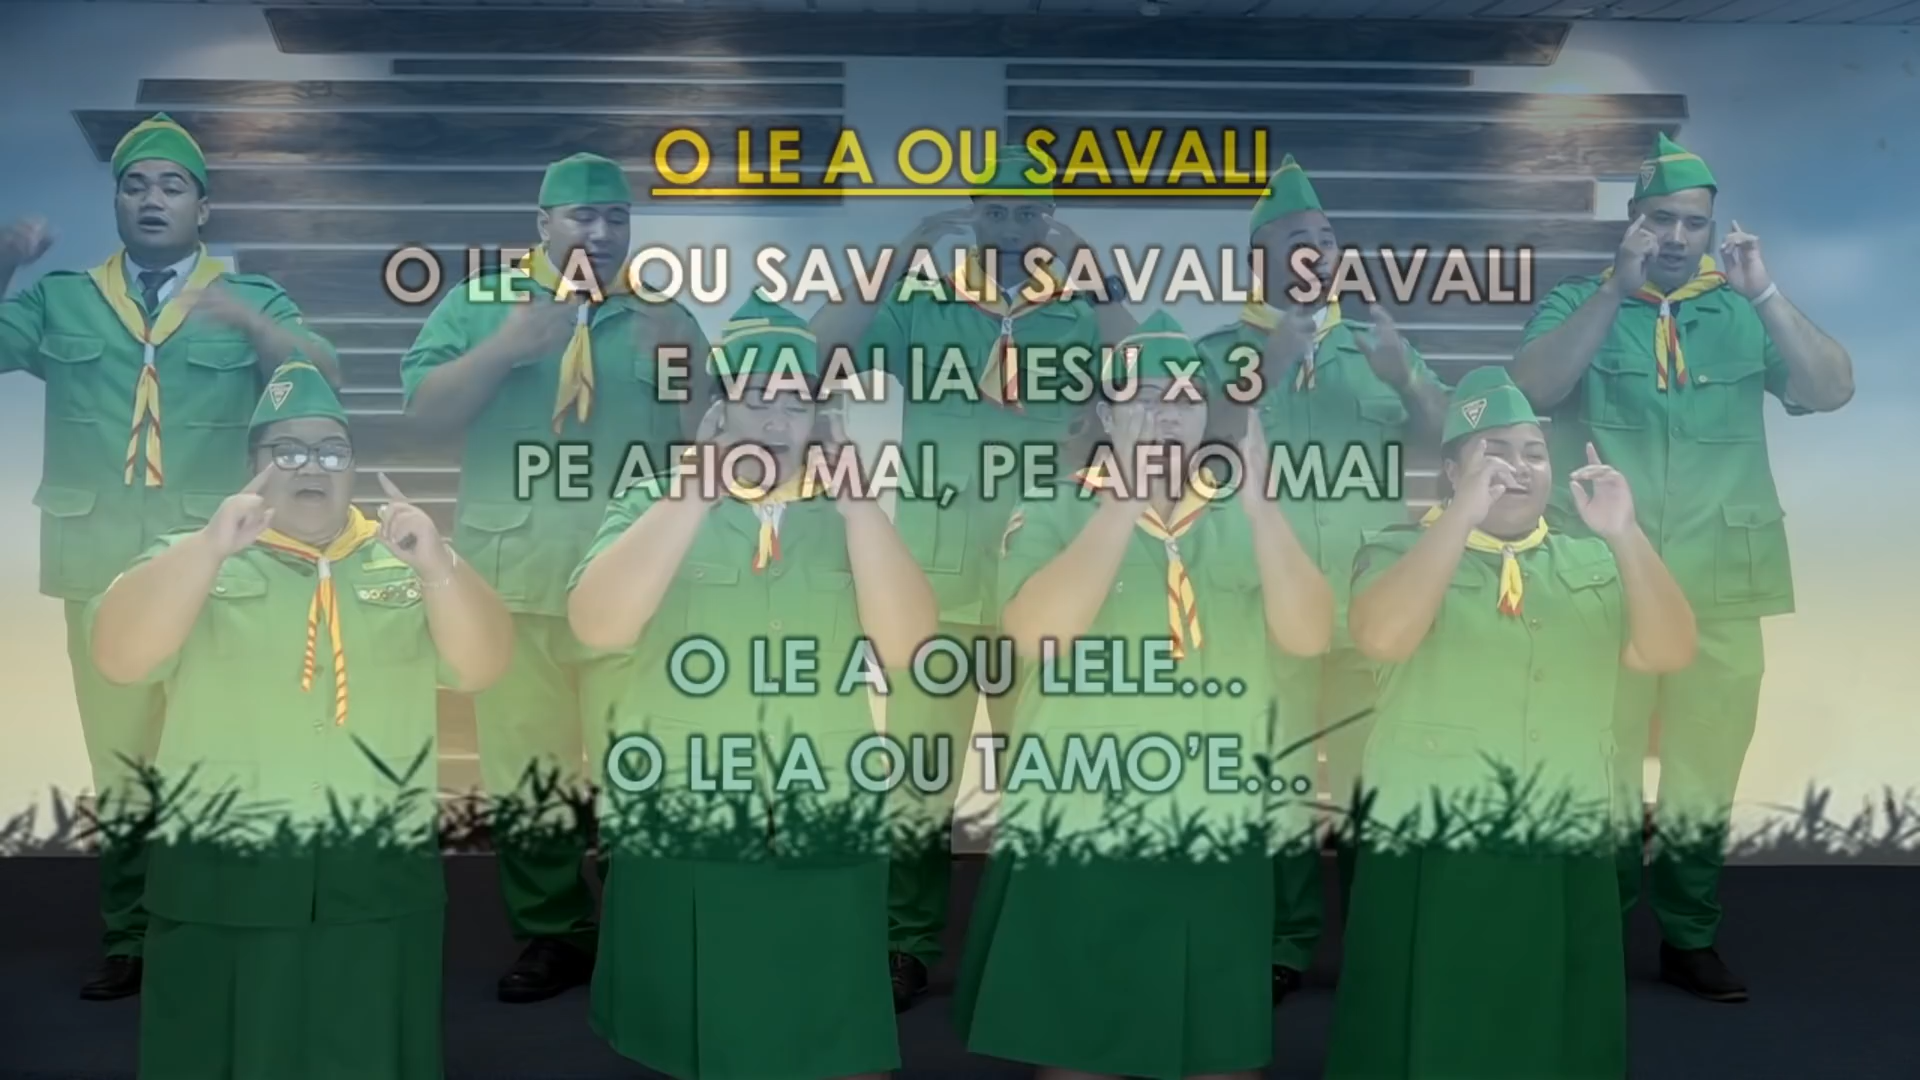 O LE A OU SAVALI
O LE A OU SAVALI SAVALI SAVALI
E VAAI IA IESU x 3
PE AFIO MAI, PE AFIO MAI
O LE A OU LELE...
O LE A OU TAMO'E...